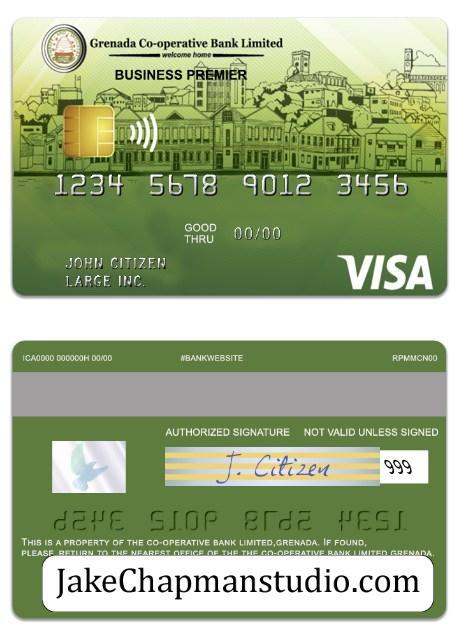 Grenada Co-operative Bank Limited
welcome home
BUSINESS PREMIER
1234 5678 9012 3456
GOOD
THRU 00/00
JOHN CITIZEN
LARGE INC.
VISA
ICA0000 000000H 00/00 #BANKWEBSITE RPMMCN00
AUTHORIZED SIGNATURE NOT VALID UNLESS SIGNED
J. Citizen 999
THIS IS A PROPERTY OF THE CO-OPERATIVE BANK LIMITED,GRENADA. IF FOUND,
PLEASE RETURN TO THE NEAREST OFFICE OF THE THE CO-OPERATIVE BANK LIMITED GRENADA.
JakeChapmanstudio.com